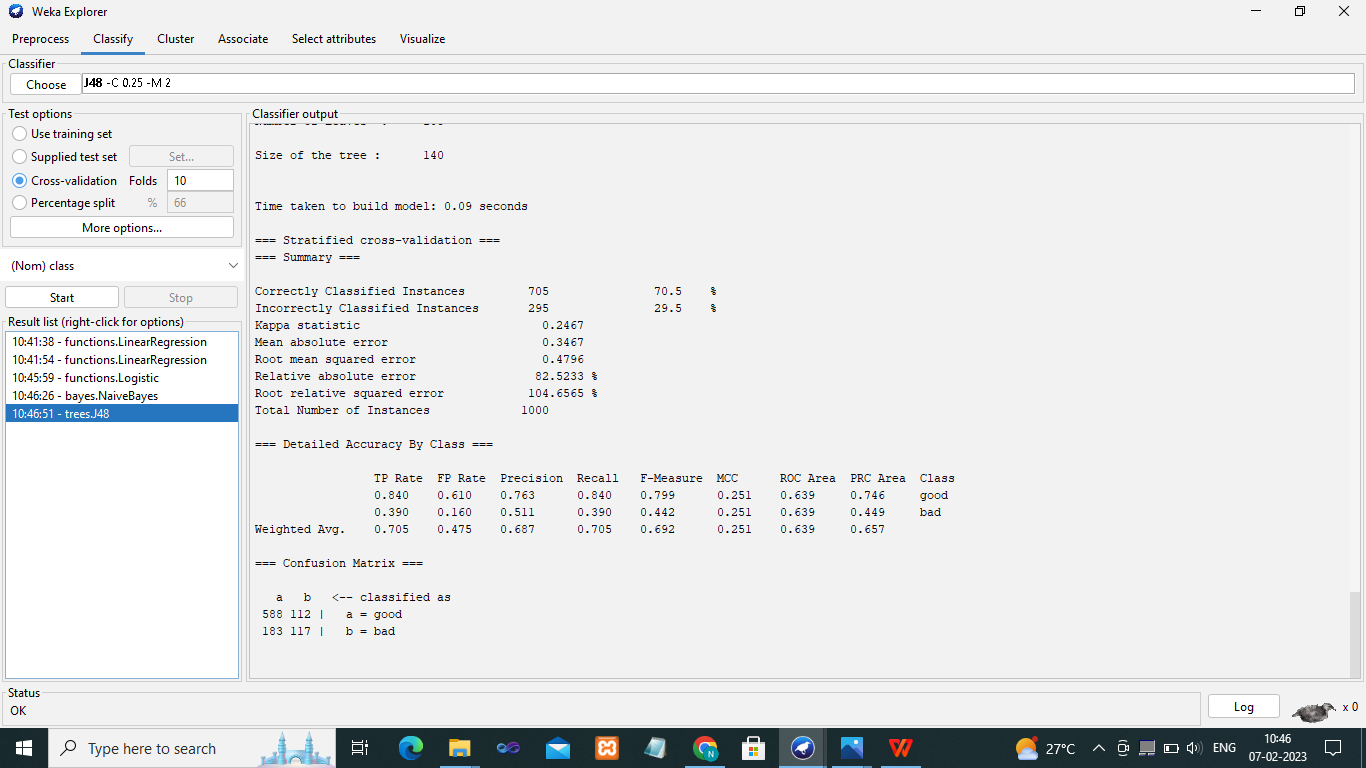 Weka Explorer
Preprocess Classify Cluster Associate Select attributes Visualize
Classifier
Choose J48 -C 0.25 -M 2
Test options
Use training set
Supplied test set Set...
Cross-validation Folds 10
Percentage split % 66
More options...
(Nom) class
Start Stop
Result list (right-click for options)
10:41:38 - functions.LinearRegression
10:41:54 - functions.LinearRegression
10:45:59 - functions.Logistic
10:46:26 - bayes.NaiveBayes
10:46:51 - trees.J48
Classifier output
Size of the tree : 140
Time taken to build model: 0.09 seconds
=== Stratified cross-validation ===
=== Summary ===
Correctly Classified Instances 705 70.5 %
Incorrectly Classified Instances 295 29.5 %
Kappa statistic 0.2467
Mean absolute error 0.3467
Root mean squared error 0.4796
Relative absolute error 82.5233 %
Root relative squared error 104.6565 %
Total Number of Instances 1000
=== Detailed Accuracy By Class ===
TP Rate FP Rate Precision Recall F-Measure MCC ROC Area PRC Area Class
0.840 0.610 0.763 0.840 0.799 0.251 0.639 0.746 good
0.390 0.160 0.511 0.390 0.442 0.251 0.639 0.449 bad
Weighted Avg. 0.705 0.475 0.687 0.705 0.692 0.251 0.639 0.657
=== Confusion Matrix ===
a b <-- classified as
588 112 | a = good
183 117 | b = bad
Status
OK
Log
x 0
Type here to search
N
27°C
ENG
10:46
07-02-2023